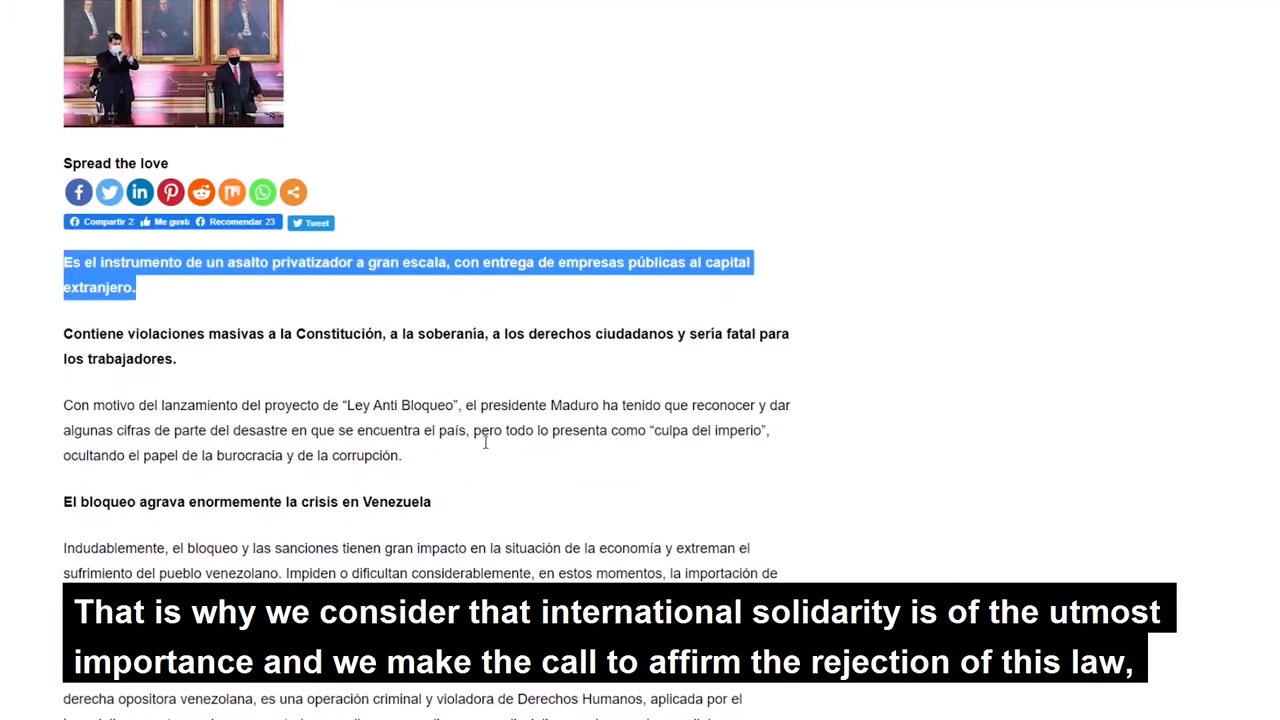 Spread the love
Compartir 2 Me gust Recomendar 23 Tweet
Es el instrumento de un asalto privatizador a gran escala, con entrega de empresas públicas al capital
extranjero.
Contiene violaciones masivas a la Constitución, a la soberanía, a los derechos ciudadanos y sería fatal para
los trabajadores.
Con motivo del lanzamiento del proyecto de “Ley Anti Bloqueo”, el presidente Maduro ha tenido que reconocer y dar
algunas cifras de parte del desastre en que se encuentra el país, pero todo lo presenta como “culpa del imperio”,
ocultando el papel de la burocracia y de la corrupción.
El bloqueo agrava enormemente la crisis en Venezuela
Indudablemente, el bloqueo y las sanciones tienen gran impacto en la situación de la economía y extreman el
sufrimiento del pueblo venezolano. Impiden o dificultan considerablemente, en estos momentos, la importación de
That is why we consider that international solidarity is of the utmost
importance and we make the call to affirm the rejection of this law,
derecha opositora venezolana, es una operación criminal y violadora de Derechos Humanos, aplicada por el